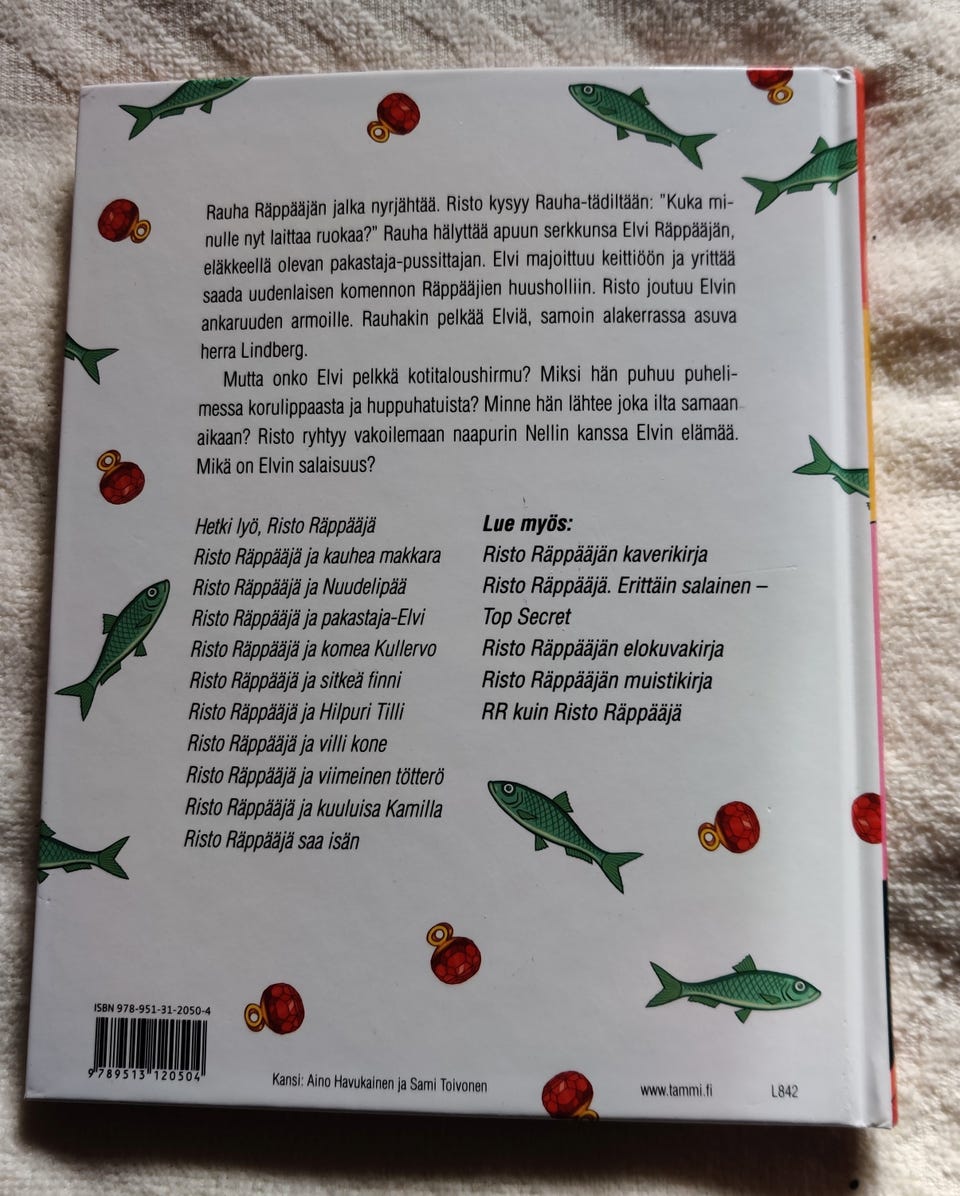 Rauha Räppääjän jalka nyrjähtää. Risto kysyy Rauha-tädiltään: "Kuka mi-
nulle nyt laittaa ruokaa?" Rauha hälyttää apuun serkkunsa Elvi Räppääjän,
eläkkeellä olevan pakastaja-pussittajan. Elvi majoittuu keittiöön ja yrittää
saada uudenlaisen komennon Räppääjien huusholliin. Risto joutuu Elvin
ankaruuden armoille. Rauhakin pelkää Elviä, samoin alakerrassa asuva
herra Lindberg.
Mutta onko Elvi pelkkä kotitaloushirmu? Miksi hän puhuu puheli-
messa korulippaasta ja huppuhatuista? Minne hän lähtee joka ilta samaan
aikaan? Risto ryhtyy vakoilemaan naapurin Nellin kanssa Elvin elämää.
Mikä on Elvin salaisuus?
Hetki lyö, Risto Räppääjä
Risto Räppääjä ja kauhea makkara
Risto Räppääjä ja Nuudelipää
Risto Räppääjä ja pakastaja-Elvi
Risto Räppääjä ja komea Kullervo
Risto Räppääjä ja sitkeä finni
Risto Räppääjä ja Hilpuri Tilli
Risto Räppääjä ja villi kone
Risto Räppääjä ja viimeinen tötterö
Risto Räppääjä ja kuuluisa Kamilla
Risto Räppääjä saa isän
Lue myös:
Risto Räppääjän kaverikirja
Risto Räppääjä. Erittäin salainen –
Top Secret
Risto Räppääjän elokuvakirja
Risto Räppääjän muistikirja
RR kuin Risto Räppääjä
ISBN 978-951-31-2050-4
9 789513 120504
Kansi: Aino Havukainen ja Sami Toivonen
www.tammi.fi
L842